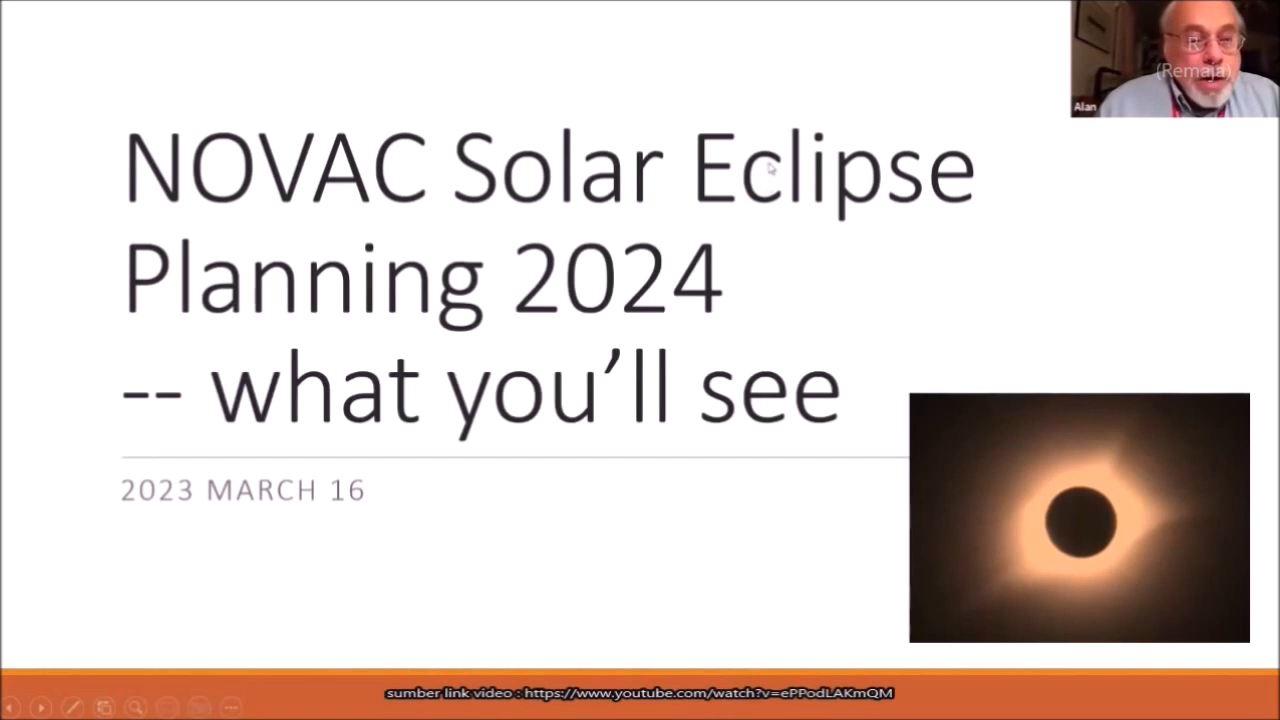 R
(Remaja)
Alan
NOVAC Solar Eclipse
Planning 2024
-- what you’ll see
2023 MARCH 16
sumber link video : https://www.youtube.com/watch?v=ePPodLAKmQM